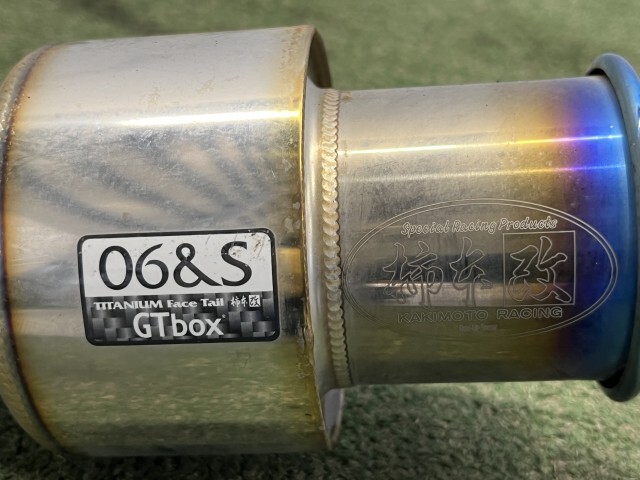 06&S
TITANIUM Face Tail 柿本改
GTbox
Special Racing Products
柿本改
KAKIMOTO RACING